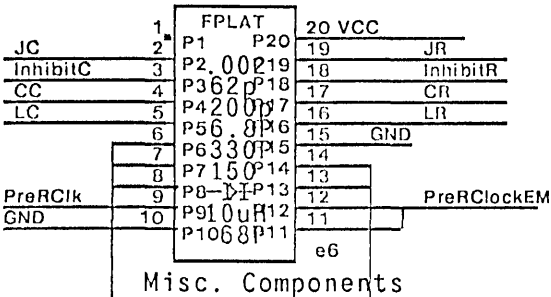 FPLAT
1 P1 P20 20 VCC
JC 2 P2 .002 P19 19 JR
InhibitC 3 P3 62p P18 18 InhibitR
CC 4 P4 200p P17 17 CR
LC 5 P5 6.8 P16 16 LR
6 P6 330 P15 15 GND
7 P7 150 P14 14
8 P8 P13 13
PreRClk 9 P9 10uH P12 12 PreRClockEM
GND 10 P10 68 P11 11
e6
Misc. Components